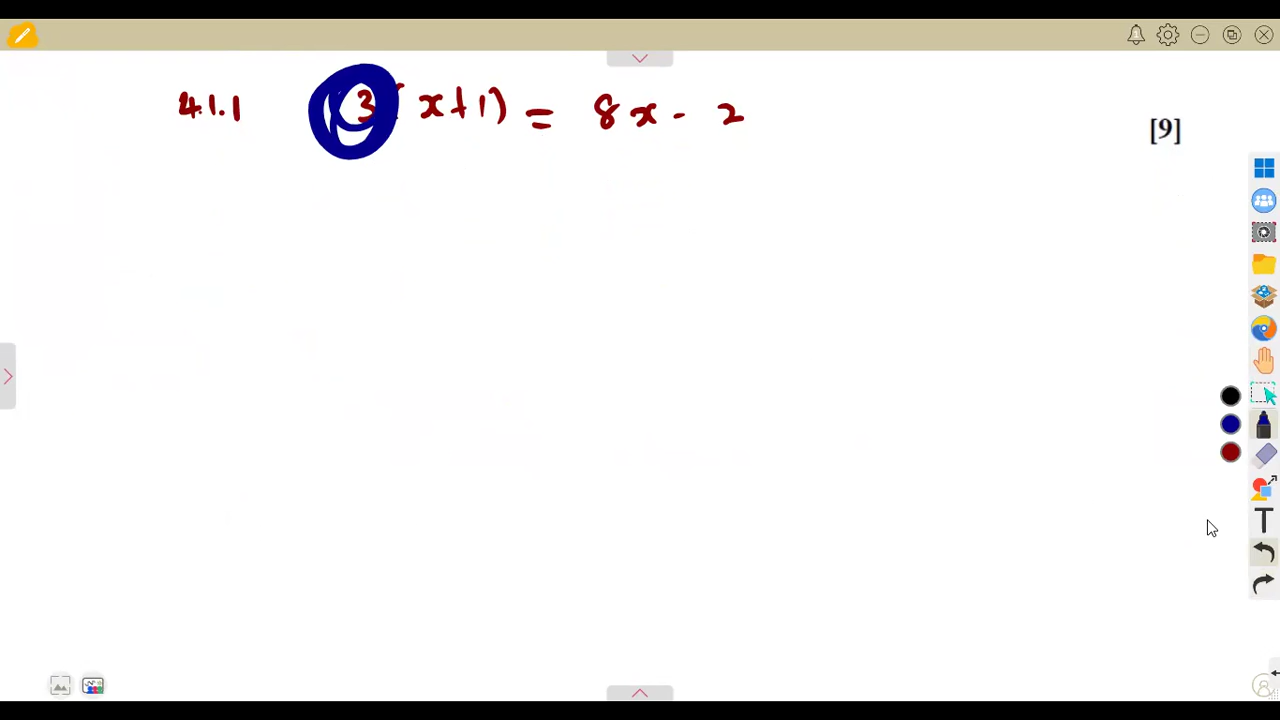 4.1.1 3(x+1) = 8x - 2
[9]